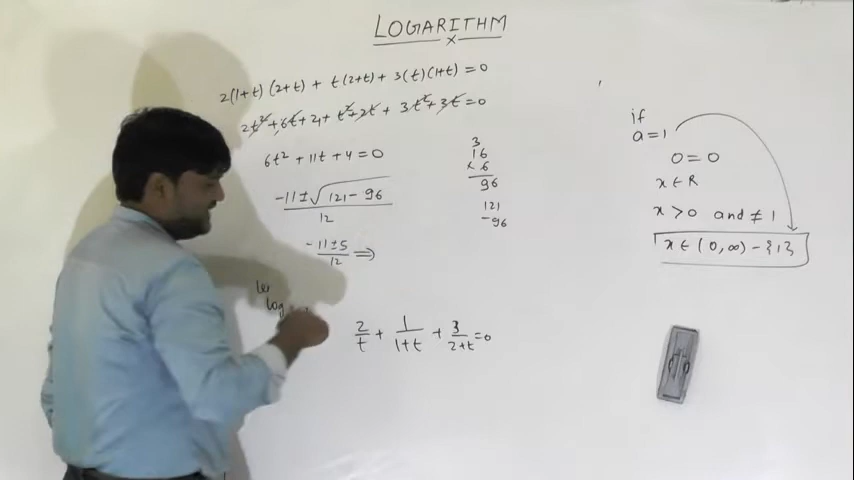 LOGARITHM
x
2(1+t)(2+t) + t(2+t) + 3(t)(1+t) = 0
2t²+6t+4+t²+2t+3t²+3t=0
6t² + 11t + 4 = 0
-11±√121-96
12
-11±5
12 ⇒
let
log
2/t + 1/1+t + 3/2+t = 0
3
16
x 6
96
121
-96
if
a=1
0=0
x∈R
x>0 and ≠1
x∈(0,∞)-{1}